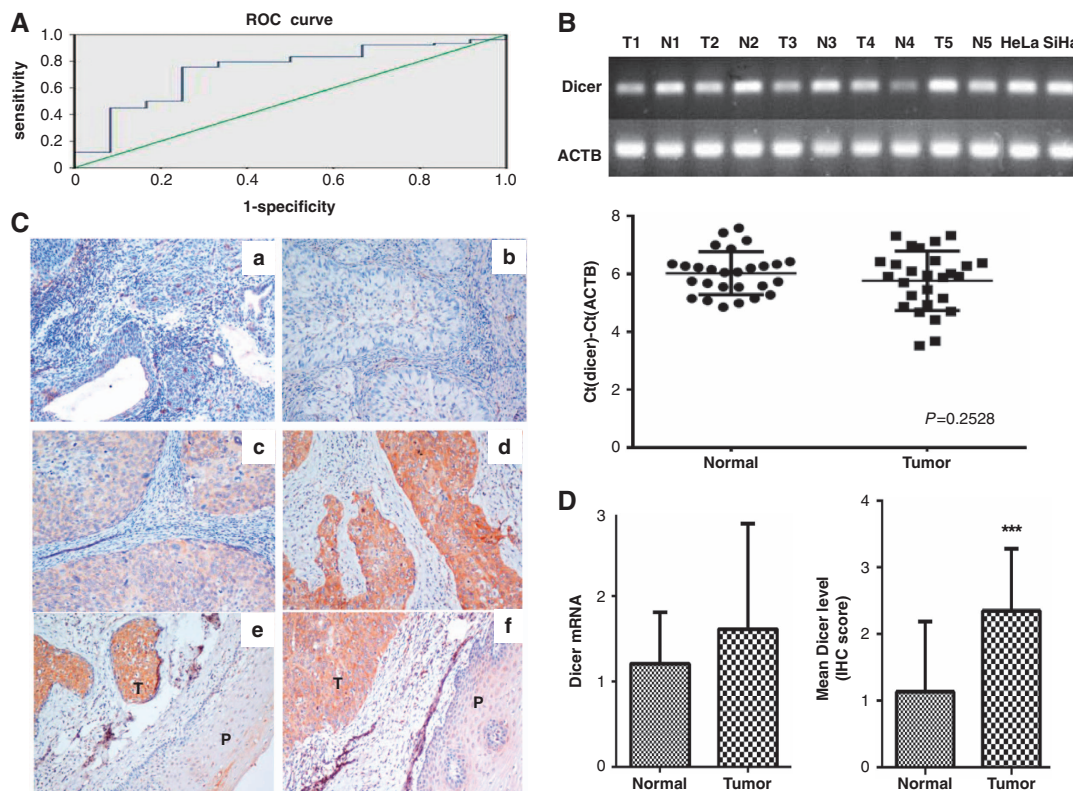 A
ROC curve
sensitivity
1.0
0.8
0.6
0.4
0.2
0
0 0.2 0.4 0.6 0.8 1.0
1-specificity
B
T1 N1 T2 N2 T3 N3 T4 N4 T5 N5 HeLa SiHa
Dicer
ACTB
Ct(dicer)-Ct(ACTB)
8
6
4
2
0
P=0.2528
Normal Tumor
C
a
b
c
d
e
T
P
f
T
P
D
Dicer mRNA
3
2
1
0
Normal Tumor
Mean Dicer level
(IHC score)
4
3
2
1
0
***
Normal Tumor